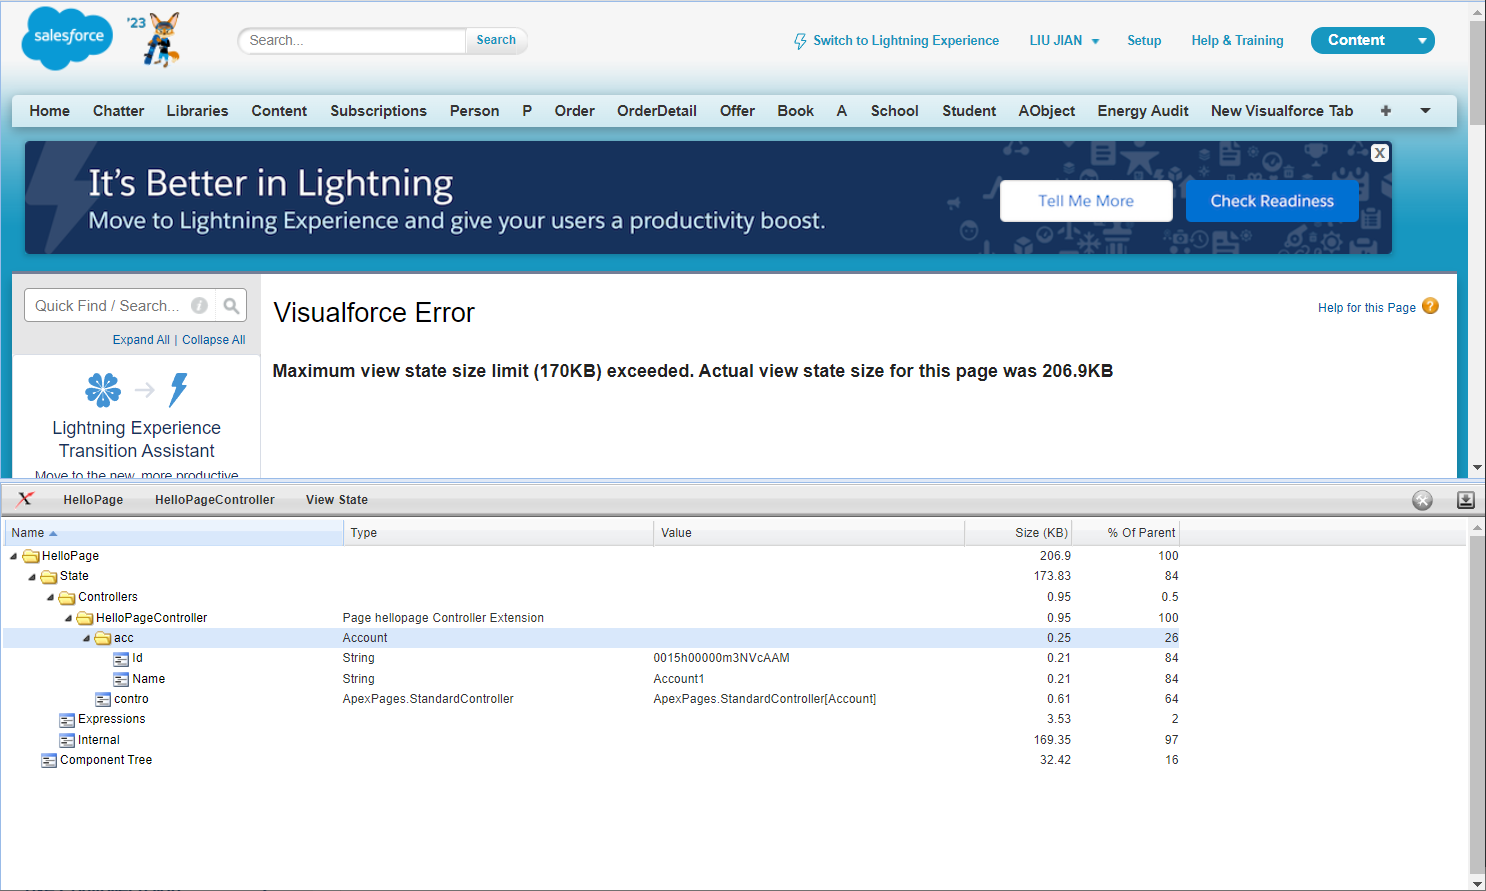 salesforce
'23
Search...
Search
Switch to Lightning Experience
LIU JIAN
Setup
Help & Training
Content
Home Chatter Libraries Content Subscriptions Person P Order OrderDetail Offer Book A School Student AObject Energy Audit New Visualforce Tab +
It's Better in Lightning
Move to Lightning Experience and give your users a productivity boost.
Tell Me More
Check Readiness
X
Quick Find / Search...
Expand All | Collapse All
Lightning Experience
Transition Assistant
Move to the new, more productive
Visualforce Error
Help for this Page ?
Maximum view state size limit (170KB) exceeded. Actual view state size for this page was 206.9KB
HelloPage HelloPageController View State
Name Type Value Size (KB) % Of Parent
HelloPage 206.9 100
State 173.83 84
Controllers 0.95 0.5
HelloPageController Page hellopage Controller Extension 0.95 100
acc Account 0.25 26
Id String 0015h00000m3NVcAAM 0.21 84
Name String Account1 0.21 84
contro ApexPages.StandardController ApexPages.StandardController[Account] 0.61 64
Expressions 3.53 2
Internal 169.35 97
Component Tree 32.42 16